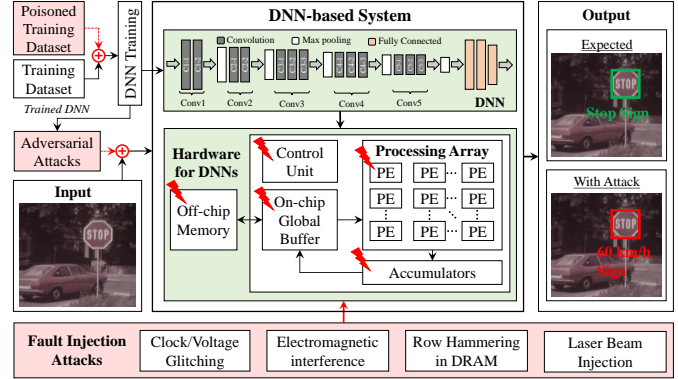 Poisoned
Training
Dataset
Training
Dataset
DNN Training
Trained DNN
Adversarial
Attacks
Input
STOP
DNN-based System
Convolution
Max pooling
Fully Connected
Conv1
Conv2
Conv3
Conv4
Conv5
DNN
Hardware
for DNNs
Off-chip
Memory
Control
Unit
On-chip
Global
Buffer
Processing Array
PE PE ... PE PE
PE PE ... PE PE
PE PE ... PE PE
Accumulators
Output
Expected
STOP
Stop Sign
With Attack
STOP
60 km/h
Sign
Fault Injection
Attacks
Clock/Voltage
Glitching
Electromagnetic
interference
Row Hammering
in DRAM
Laser Beam
Injection